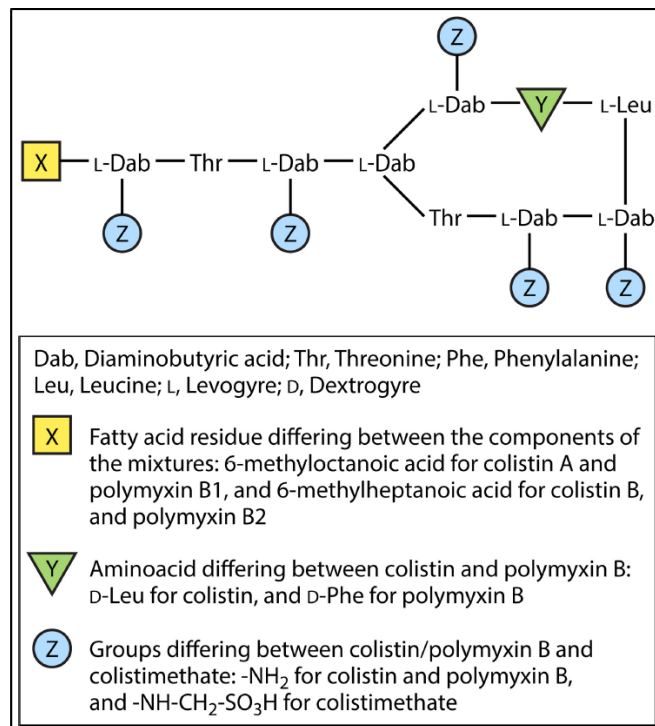 Z
L-Dab
Y
L-Leu
X
L-Dab
Thr
L-Dab
L-Dab
Z
Z
Thr
L-Dab
L-Dab
Z
Z
Dab, Diaminobutyric acid; Thr, Threonine; Phe, Phenylalanine;
Leu, Leucine; L, Levogyre; D, Dextrogyre
X Fatty acid residue differing between the components of
the mixtures: 6-methyloctanoic acid for colistin A and
polymyxin B1, and 6-methylheptanoic acid for colistin B,
and polymyxin B2
Y Aminoacid differing between colistin and polymyxin B:
D-Leu for colistin, and D-Phe for polymyxin B
Z Groups differing between colistin/polymyxin B and
colistimethate: -NH₂ for colistin and polymyxin B,
and -NH-CH₂-SO₃H for colistimethate